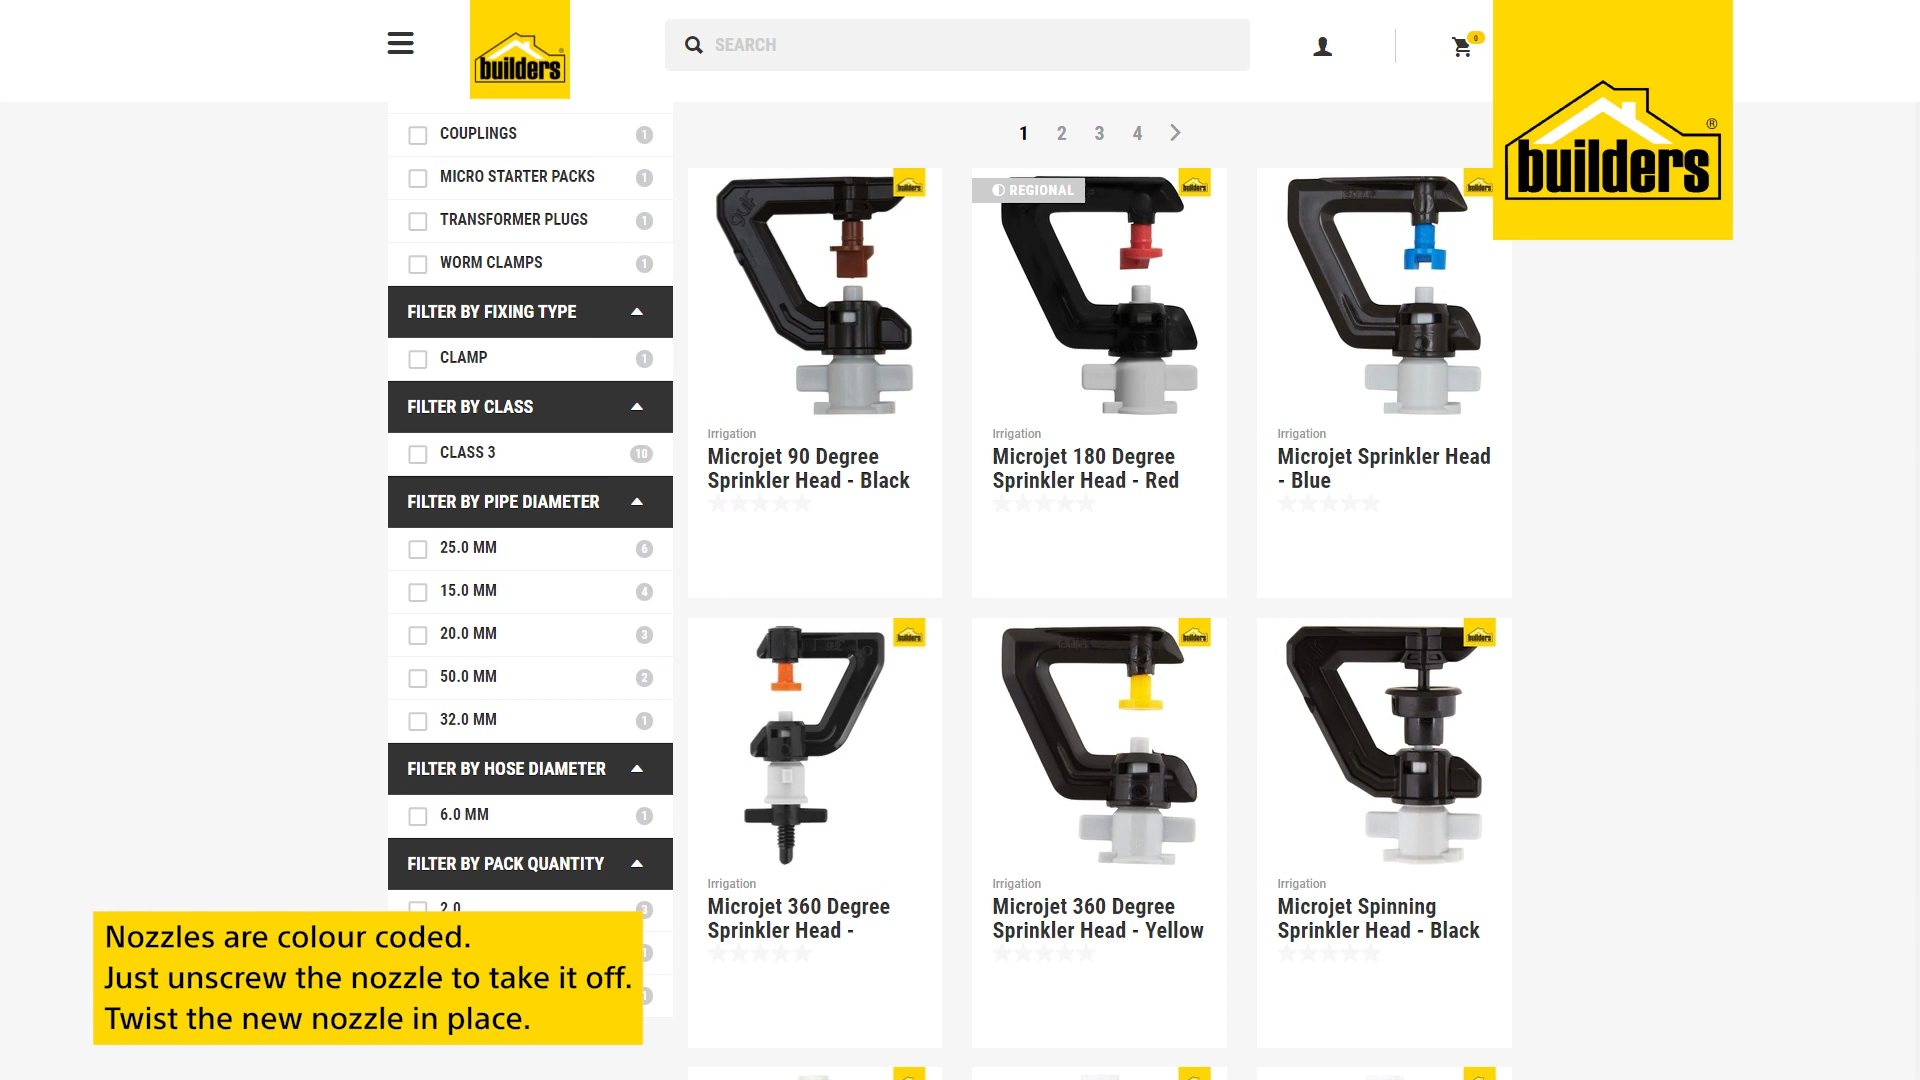 builders
SEARCH
0
builders
®
COUPLINGS 1
MICRO STARTER PACKS 1
TRANSFORMER PLUGS 1
WORM CLAMPS 1
FILTER BY FIXING TYPE
CLAMP 1
FILTER BY CLASS
CLASS 3 10
FILTER BY PIPE DIAMETER
25.0 MM 6
15.0 MM 4
20.0 MM 3
50.0 MM 2
32.0 MM 1
FILTER BY HOSE DIAMETER
6.0 MM 1
FILTER BY PACK QUANTITY
2.0 3
1 2 3 4
builders
Irrigation
Microjet 90 Degree
Sprinkler Head - Black
REGIONAL
builders
Irrigation
Microjet 180 Degree
Sprinkler Head - Red
builders
Irrigation
Microjet Sprinkler Head
- Blue
builders
Irrigation
Microjet 360 Degree
Sprinkler Head -
builders
Irrigation
Microjet 360 Degree
Sprinkler Head - Yellow
builders
Irrigation
Microjet Spinning
Sprinkler Head - Black
Nozzles are colour coded.
Just unscrew the nozzle to take it off.
Twist the new nozzle in place.